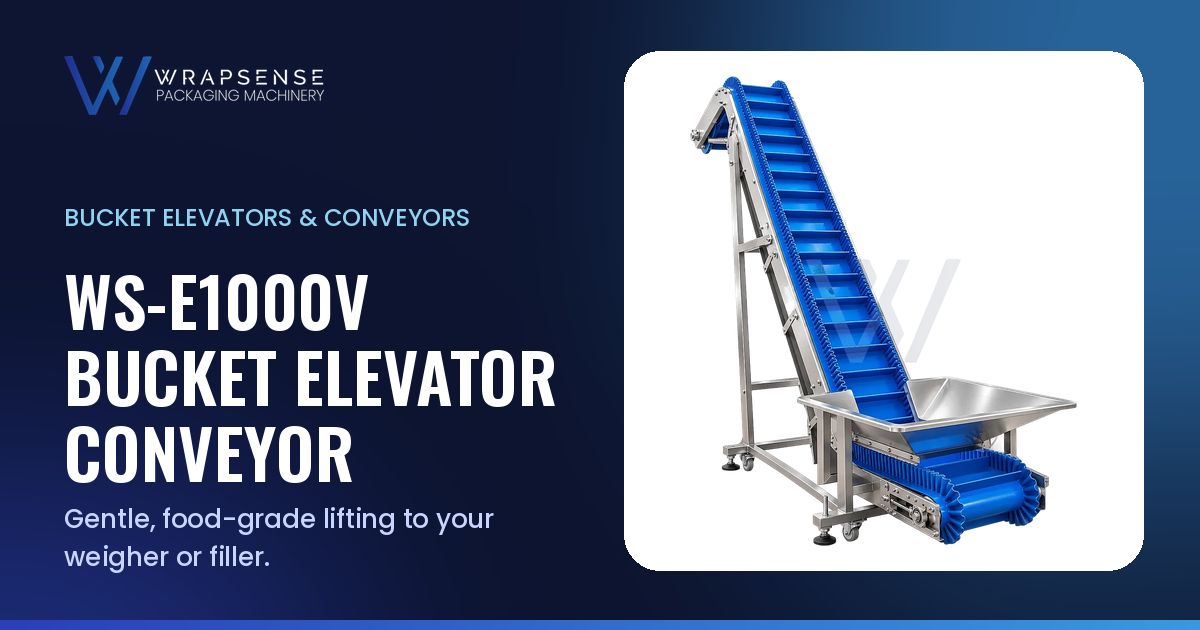 WRAPSENSE
PACKAGING MACHINERY
BUCKET ELEVATORS & CONVEYORS
WS-E1000V
BUCKET ELEVATOR
CONVEYOR
Gentle, food-grade lifting to your
weigher or filler.